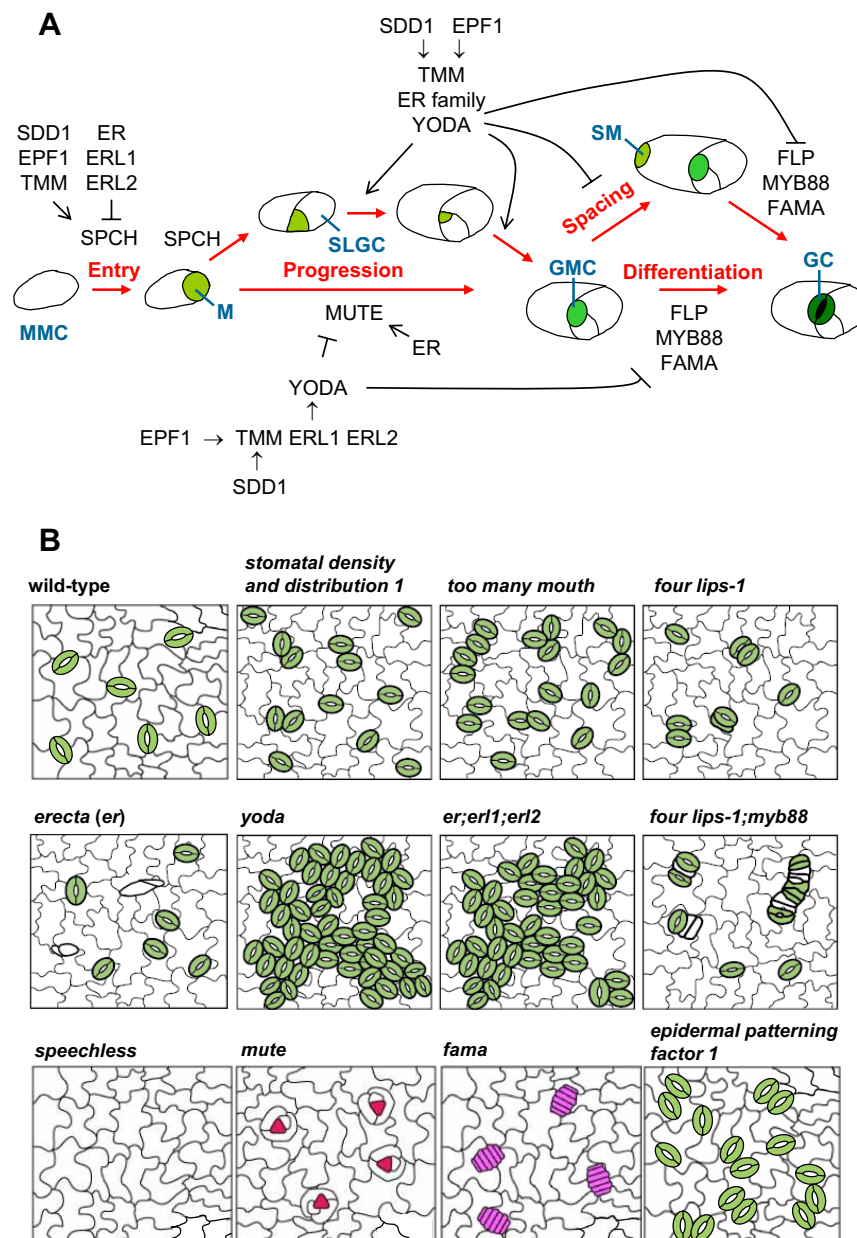 A
SDD1 EPF1
TMM
ER family
YODA
SDD1 ER
EPF1 ERL1
TMM ERL2
SPCH
SPCH
SM
FLP
MYB88
FAMA
Spacing
SLGC
Entry
Progression
GMC
Differentiation
GC
MMC
M
MUTE
ER
FLP
MYB88
FAMA
YODA
EPF1 → TMM ERL1 ERL2
SDD1
B
wild-type
stomatal density
and distribution 1
too many mouth
four lips-1
erecta (er)
yoda
er;erl1;erl2
four lips-1;myb88
speechless
mute
fama
epidermal patterning
factor 1